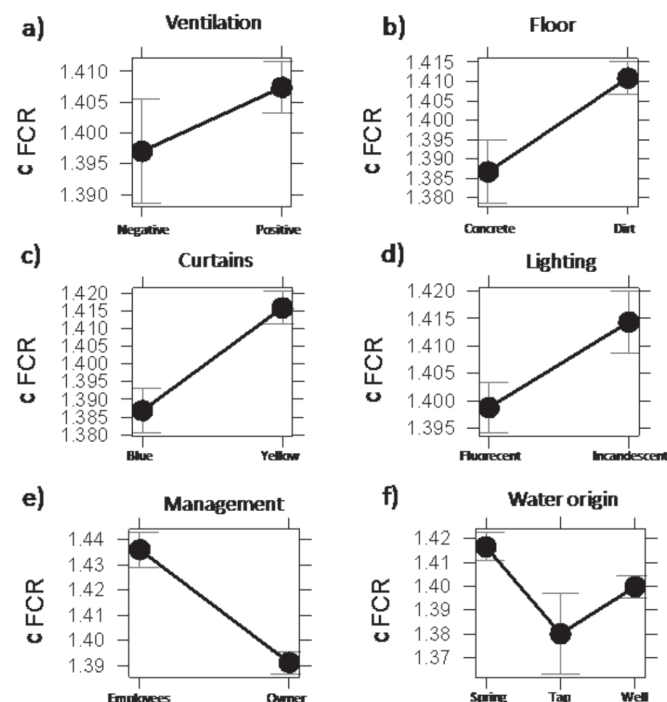 a)
Ventilation
1.410
1.405
1.400
1.395
1.390
c FCR
Negative
Positive
b)
Floor
1.415
1.410
1.405
1.400
1.395
1.390
1.385
1.380
c FCR
Concrete
Dirt
c)
Curtains
1.420
1.415
1.410
1.405
1.400
1.395
1.390
1.385
1.380
c FCR
Blue
Yellow
d)
Lighting
1.420
1.415
1.410
1.405
1.400
1.395
c FCR
Fluorecent
Incandescent
e)
Management
1.44
1.43
1.42
1.41
1.40
1.39
c FCR
Employees
Owner
f)
Water origin
1.42
1.41
1.40
1.39
1.38
1.37
c FCR
Spring
Tap
Well